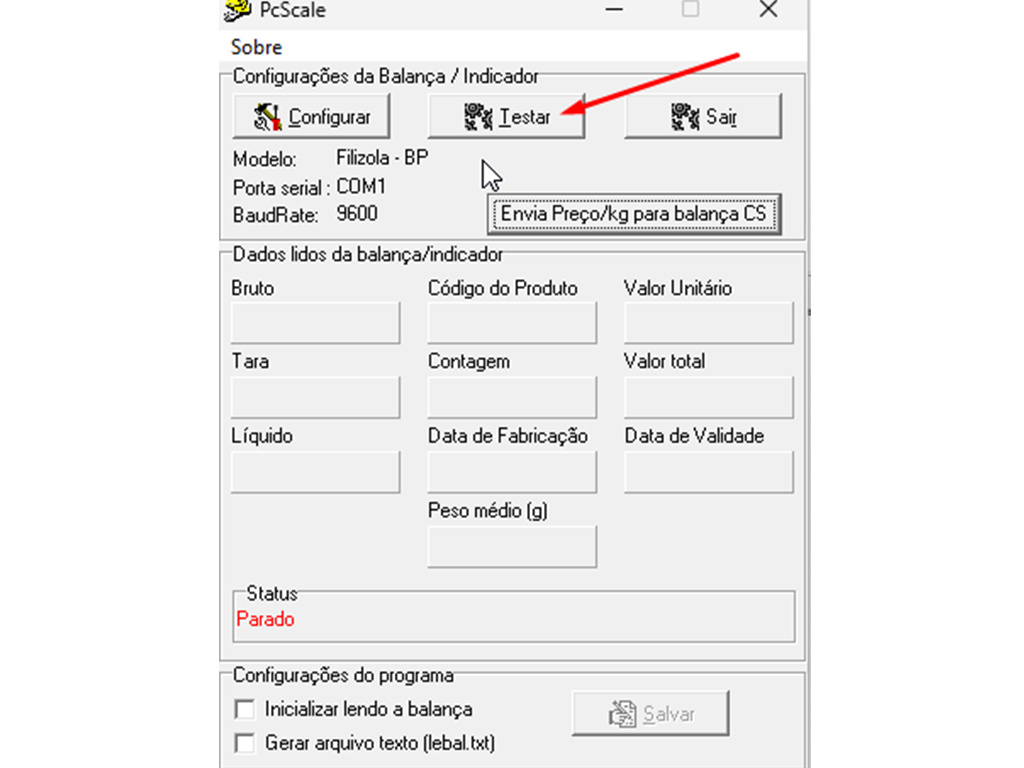 PcScale
Sobre
Configurações da Balança / Indicador
Configurar Testar Sair
Modelo: Filizola - BP
Porta serial : COM1
BaudRate: 9600
Envia Preço/kg para balança CS
Dados lidos da balança/indicador
Bruto Código do Produto Valor Unitário
Tara Contagem Valor total
Líquido Data de Fabricação Data de Validade
Peso médio (g)
Status
Parado
Configurações do programa
Inicializar lendo a balança
Salvar
Gerar arquivo texto (lebal.txt)